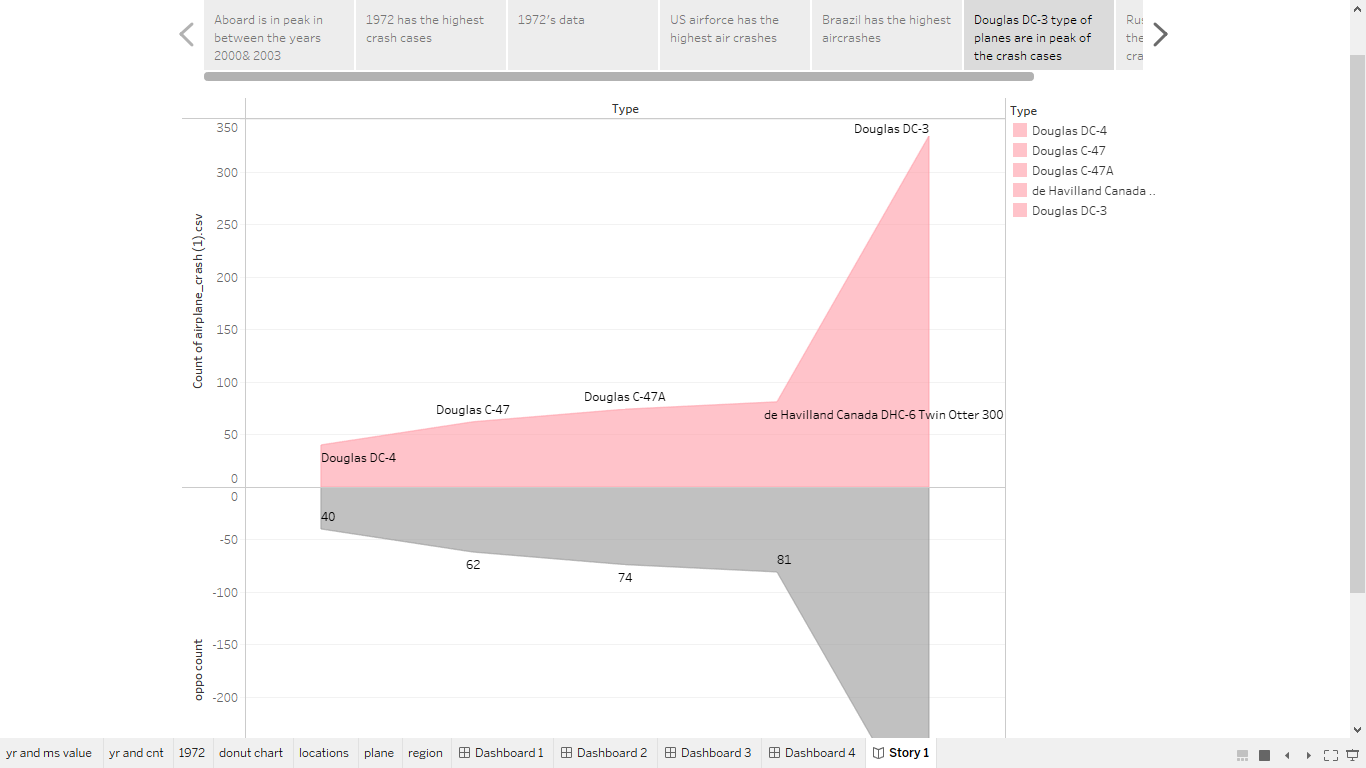 Aboard is in peak in
between the years
2000& 2003
1972 has the highest
crash cases
1972's data
US airforce has the
highest air crashes
Braazil has the highest
aircrashes
Douglas DC-3 type of
planes are in peak of
the crash cases
Rus
the
cra
Type
350
300
250
200
150
100
50
0
Count of airplane_crash (1).csv
Douglas DC-3
Douglas C-47A
Douglas C-47
de Havilland Canada DHC-6 Twin Otter 300
Douglas DC-4
0
-50
-100
-150
-200
oppo count
40
62
74
81
Type
Douglas DC-4
Douglas C-47
Douglas C-47A
de Havilland Canada ..
Douglas DC-3
yr and ms value
yr and cnt
1972
donut chart
locations
plane
region
Dashboard 1
Dashboard 2
Dashboard 3
Dashboard 4
Story 1